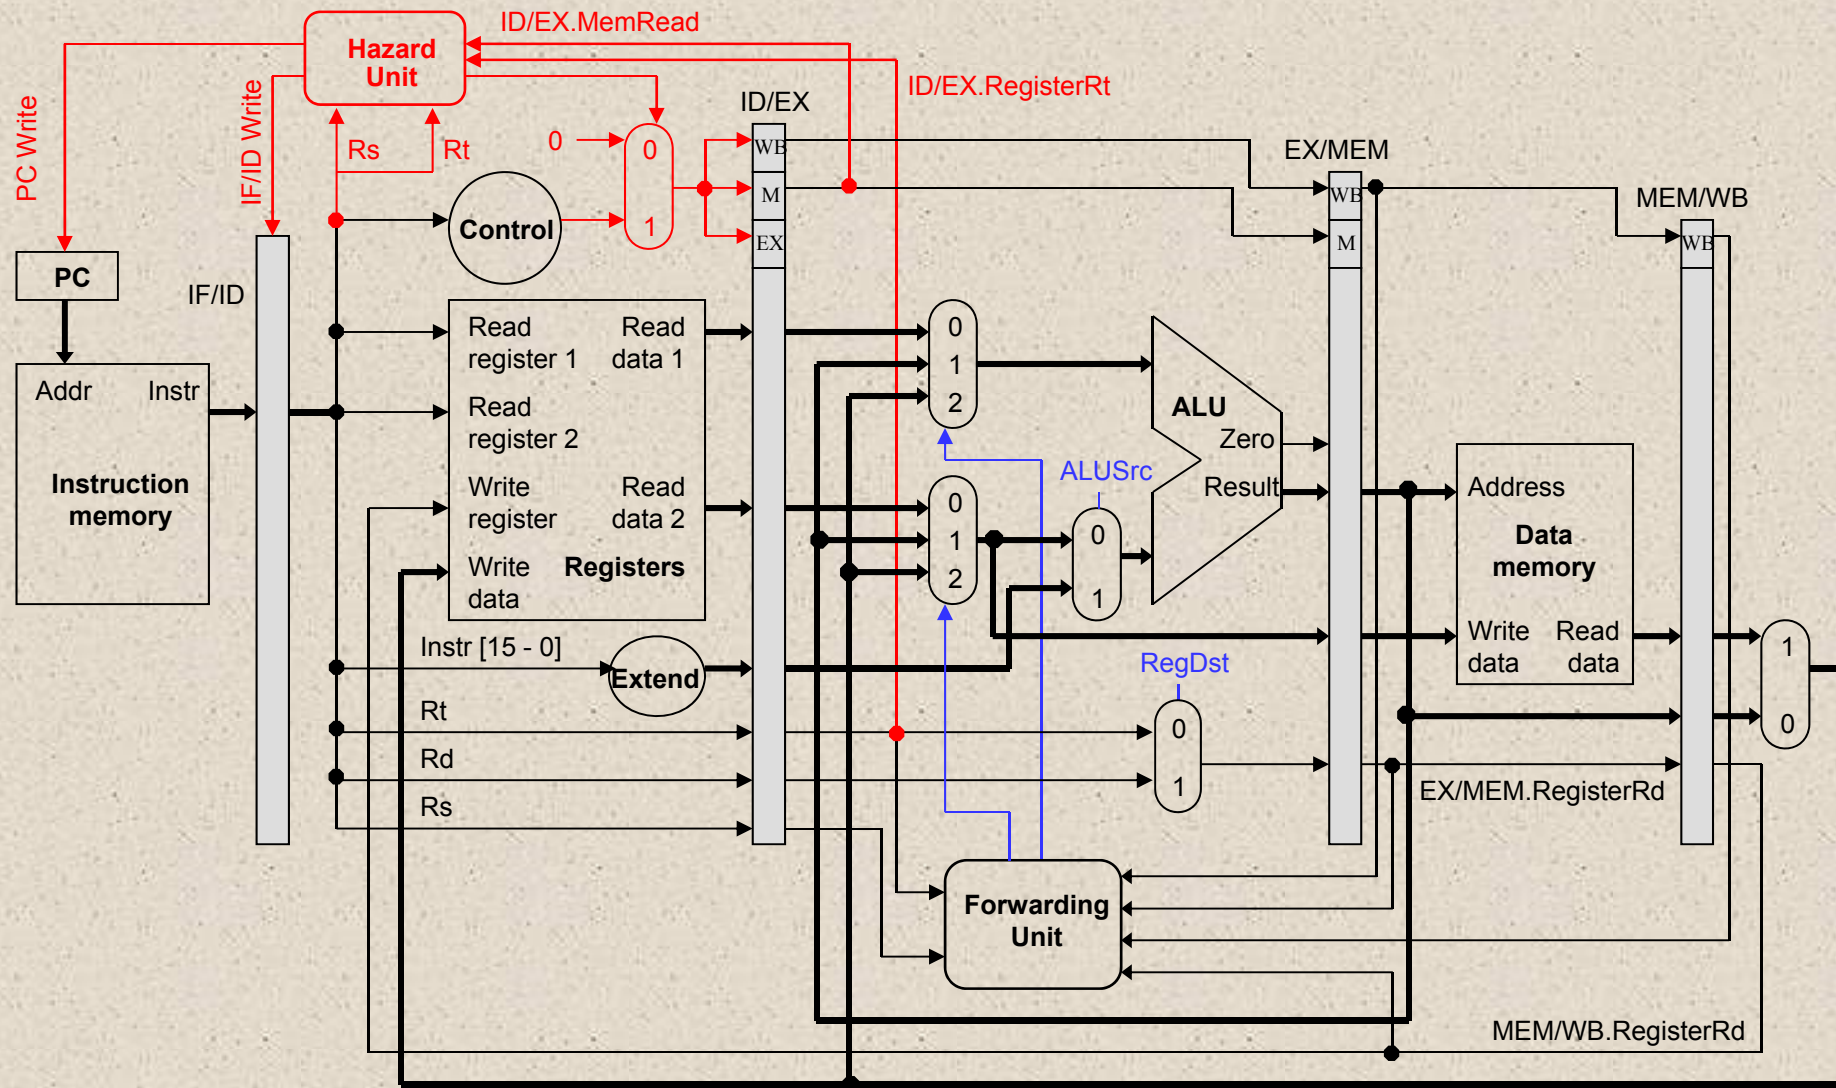 ID/EX.MemRead
Hazard
Unit
ID/EX.RegisterRt
PC Write
IF/ID Write
Rs
Rt
0
0
1
ID/EX
WB
M
EX
EX/MEM
WB
M
MEM/WB
WB
Control
PC
IF/ID
Addr
Instr
Instruction
memory
Read
register 1
Read
data 1
Read
register 2
Write
register
Read
data 2
Write
data
Registers
0
1
2
0
1
2
ALUSrc
0
1
ALU
Zero
Result
Address
Data
memory
Write
data
Read
data
1
0
Instr [15 - 0]
Extend
RegDst
Rt
Rd
Rs
0
1
EX/MEM.RegisterRd
Forwarding
Unit
MEM/WB.RegisterRd